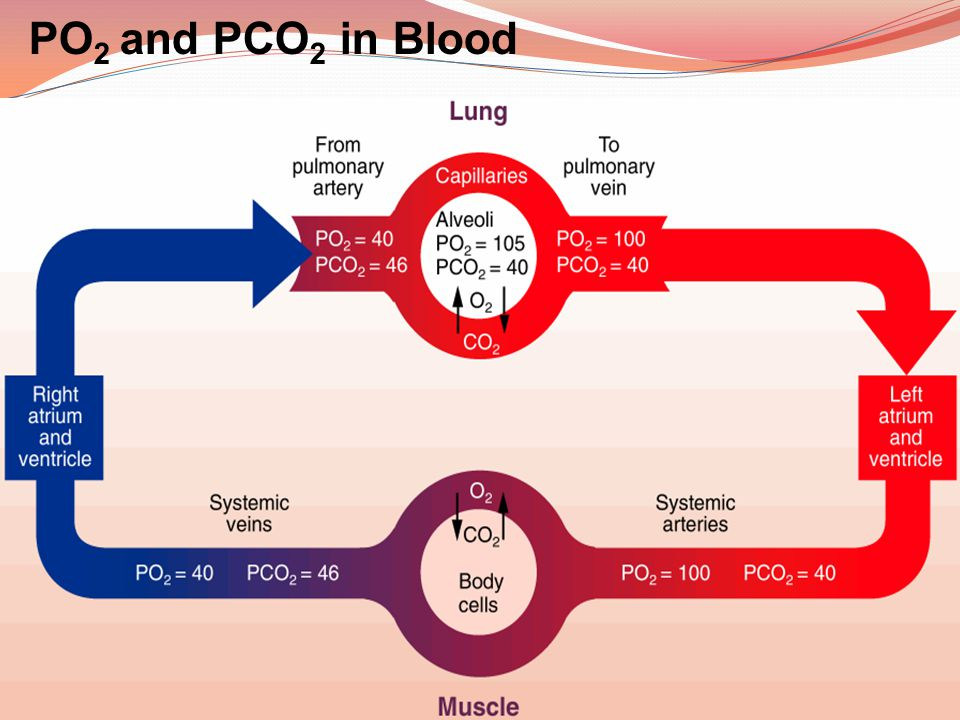 PO₂ and PCO₂ in Blood
Lung
From
pulmonary
artery
To
pulmonary
vein
Capillaries
PO₂ = 40
PCO₂ = 46
Alveoli
PO₂ = 105
PCO₂ = 40
O₂
CO₂
PO₂ = 100
PCO₂ = 40
Right
atrium
and
ventricle
Left
atrium
and
ventricle
Systemic
veins
PO₂ = 40 PCO₂ = 46
O₂
CO₂
Body
cells
Systemic
arteries
PO₂ = 100 PCO₂ = 40
Muscle